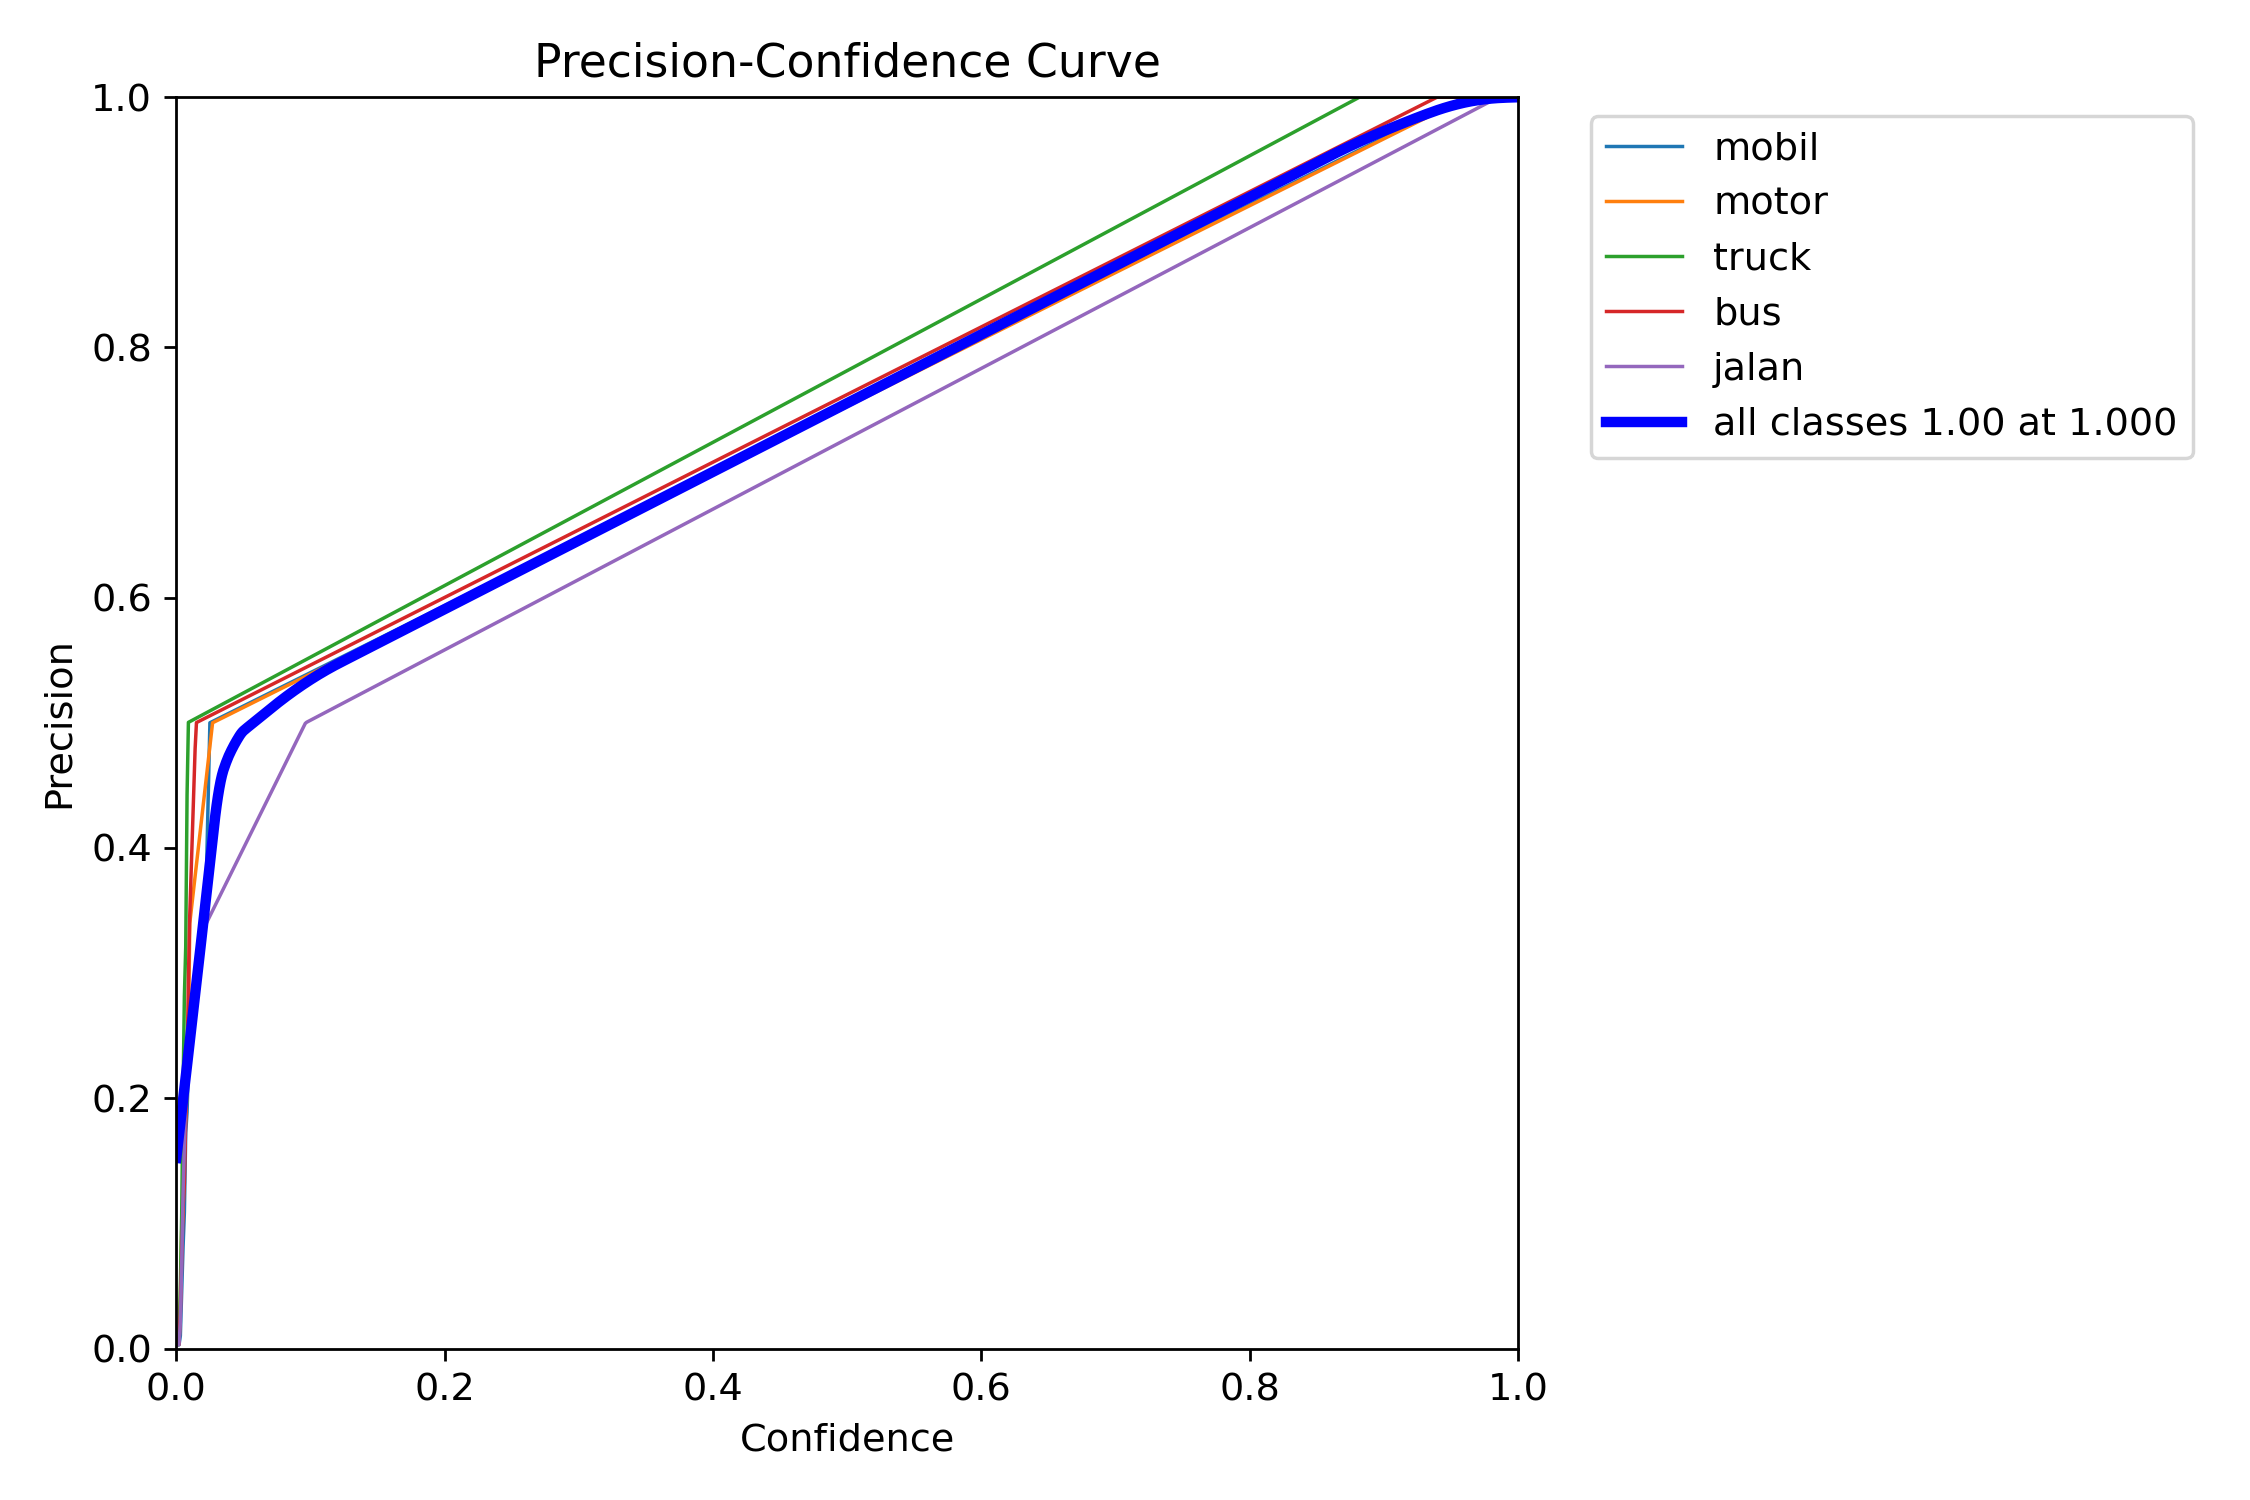 Precision-Confidence Curve
1.0
0.8
0.6
0.4
0.2
0.0
Precision
0.0 0.2 0.4 0.6 0.8 1.0
Confidence
mobil
motor
truck
bus
jalan
all classes 1.00 at 1.000